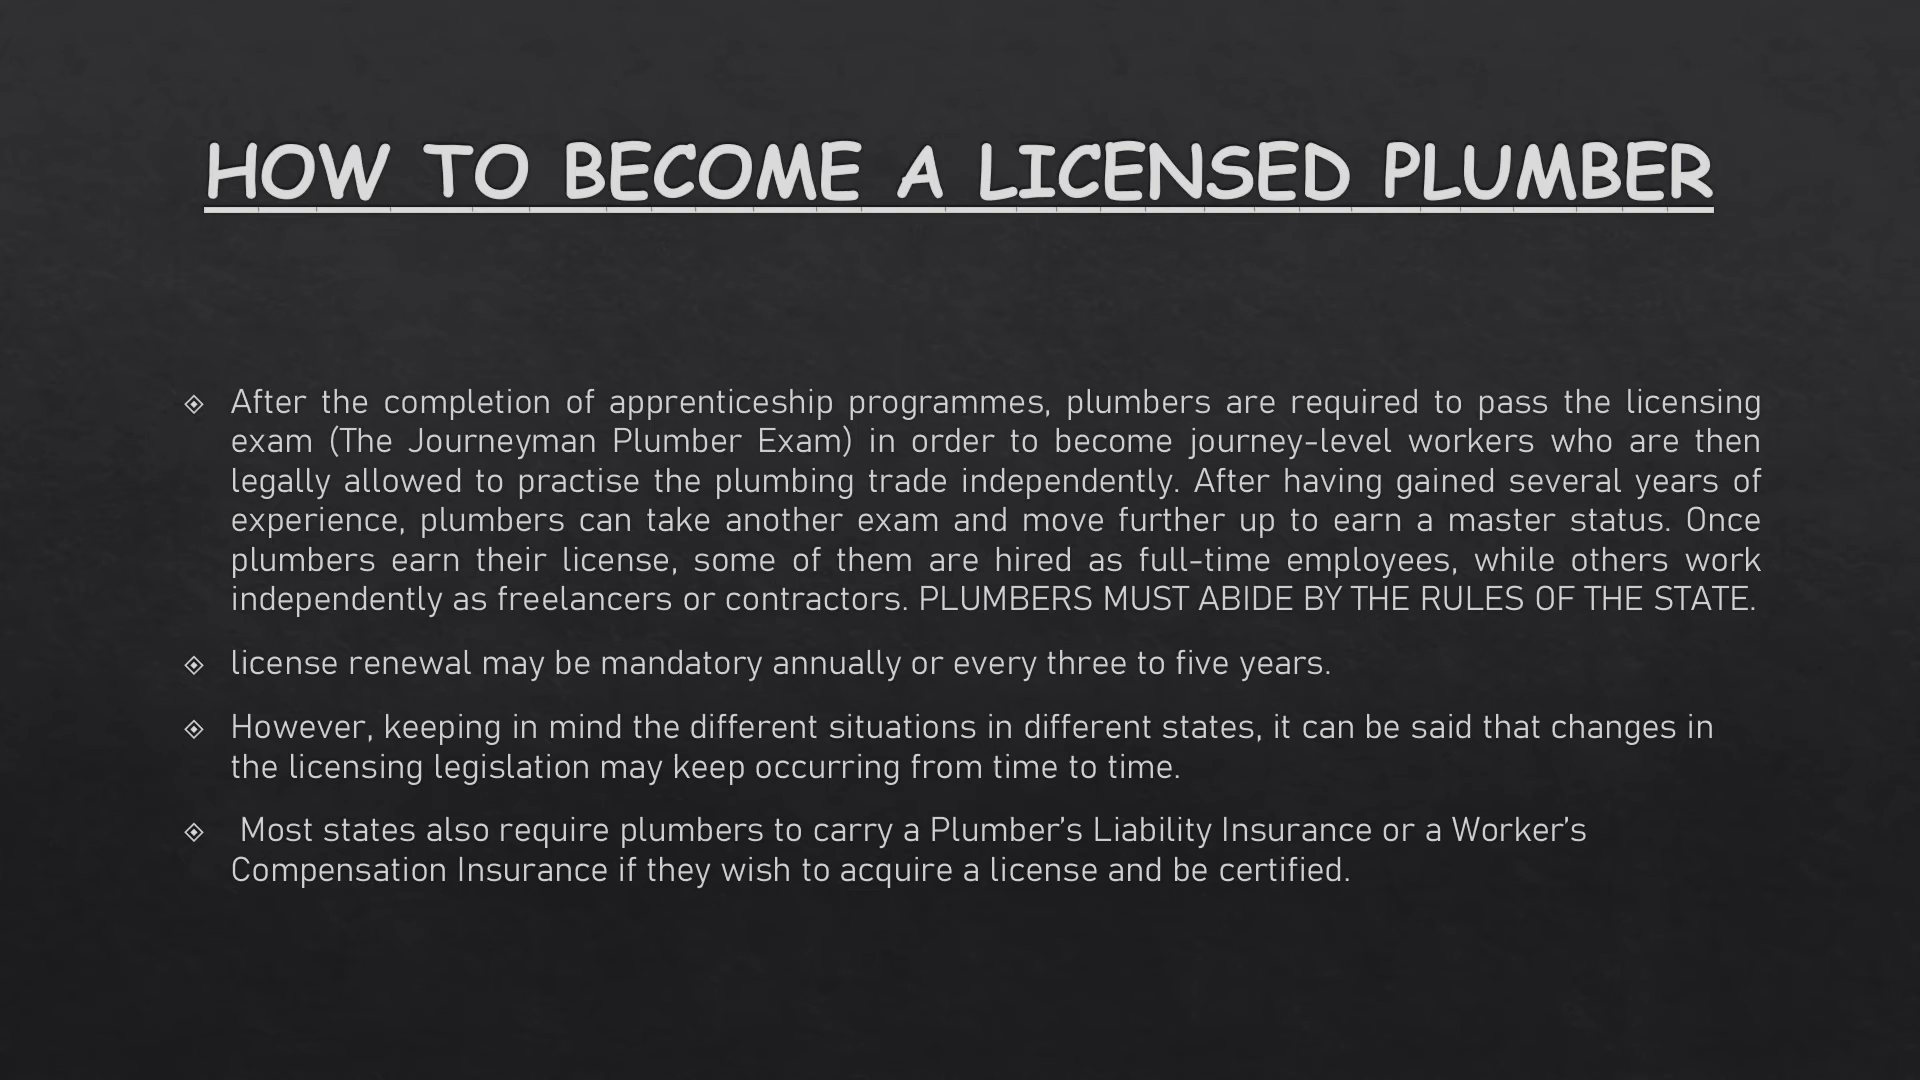 HOW TO BECOME A LICENSED PLUMBER
After the completion of apprenticeship programmes, plumbers are required to pass the licensing
exam (The Journeyman Plumber Exam) in order to become journey-level workers who are then
legally allowed to practise the plumbing trade independently. After having gained several years of
experience, plumbers can take another exam and move further up to earn a master status. Once
plumbers earn their license, some of them are hired as full-time employees, while others work
independently as freelancers or contractors. PLUMBERS MUST ABIDE BY THE RULES OF THE STATE.
license renewal may be mandatory annually or every three to five years.
However, keeping in mind the different situations in different states, it can be said that changes in
the licensing legislation may keep occurring from time to time.
Most states also require plumbers to carry a Plumber’s Liability Insurance or a Worker’s
Compensation Insurance if they wish to acquire a license and be certified.